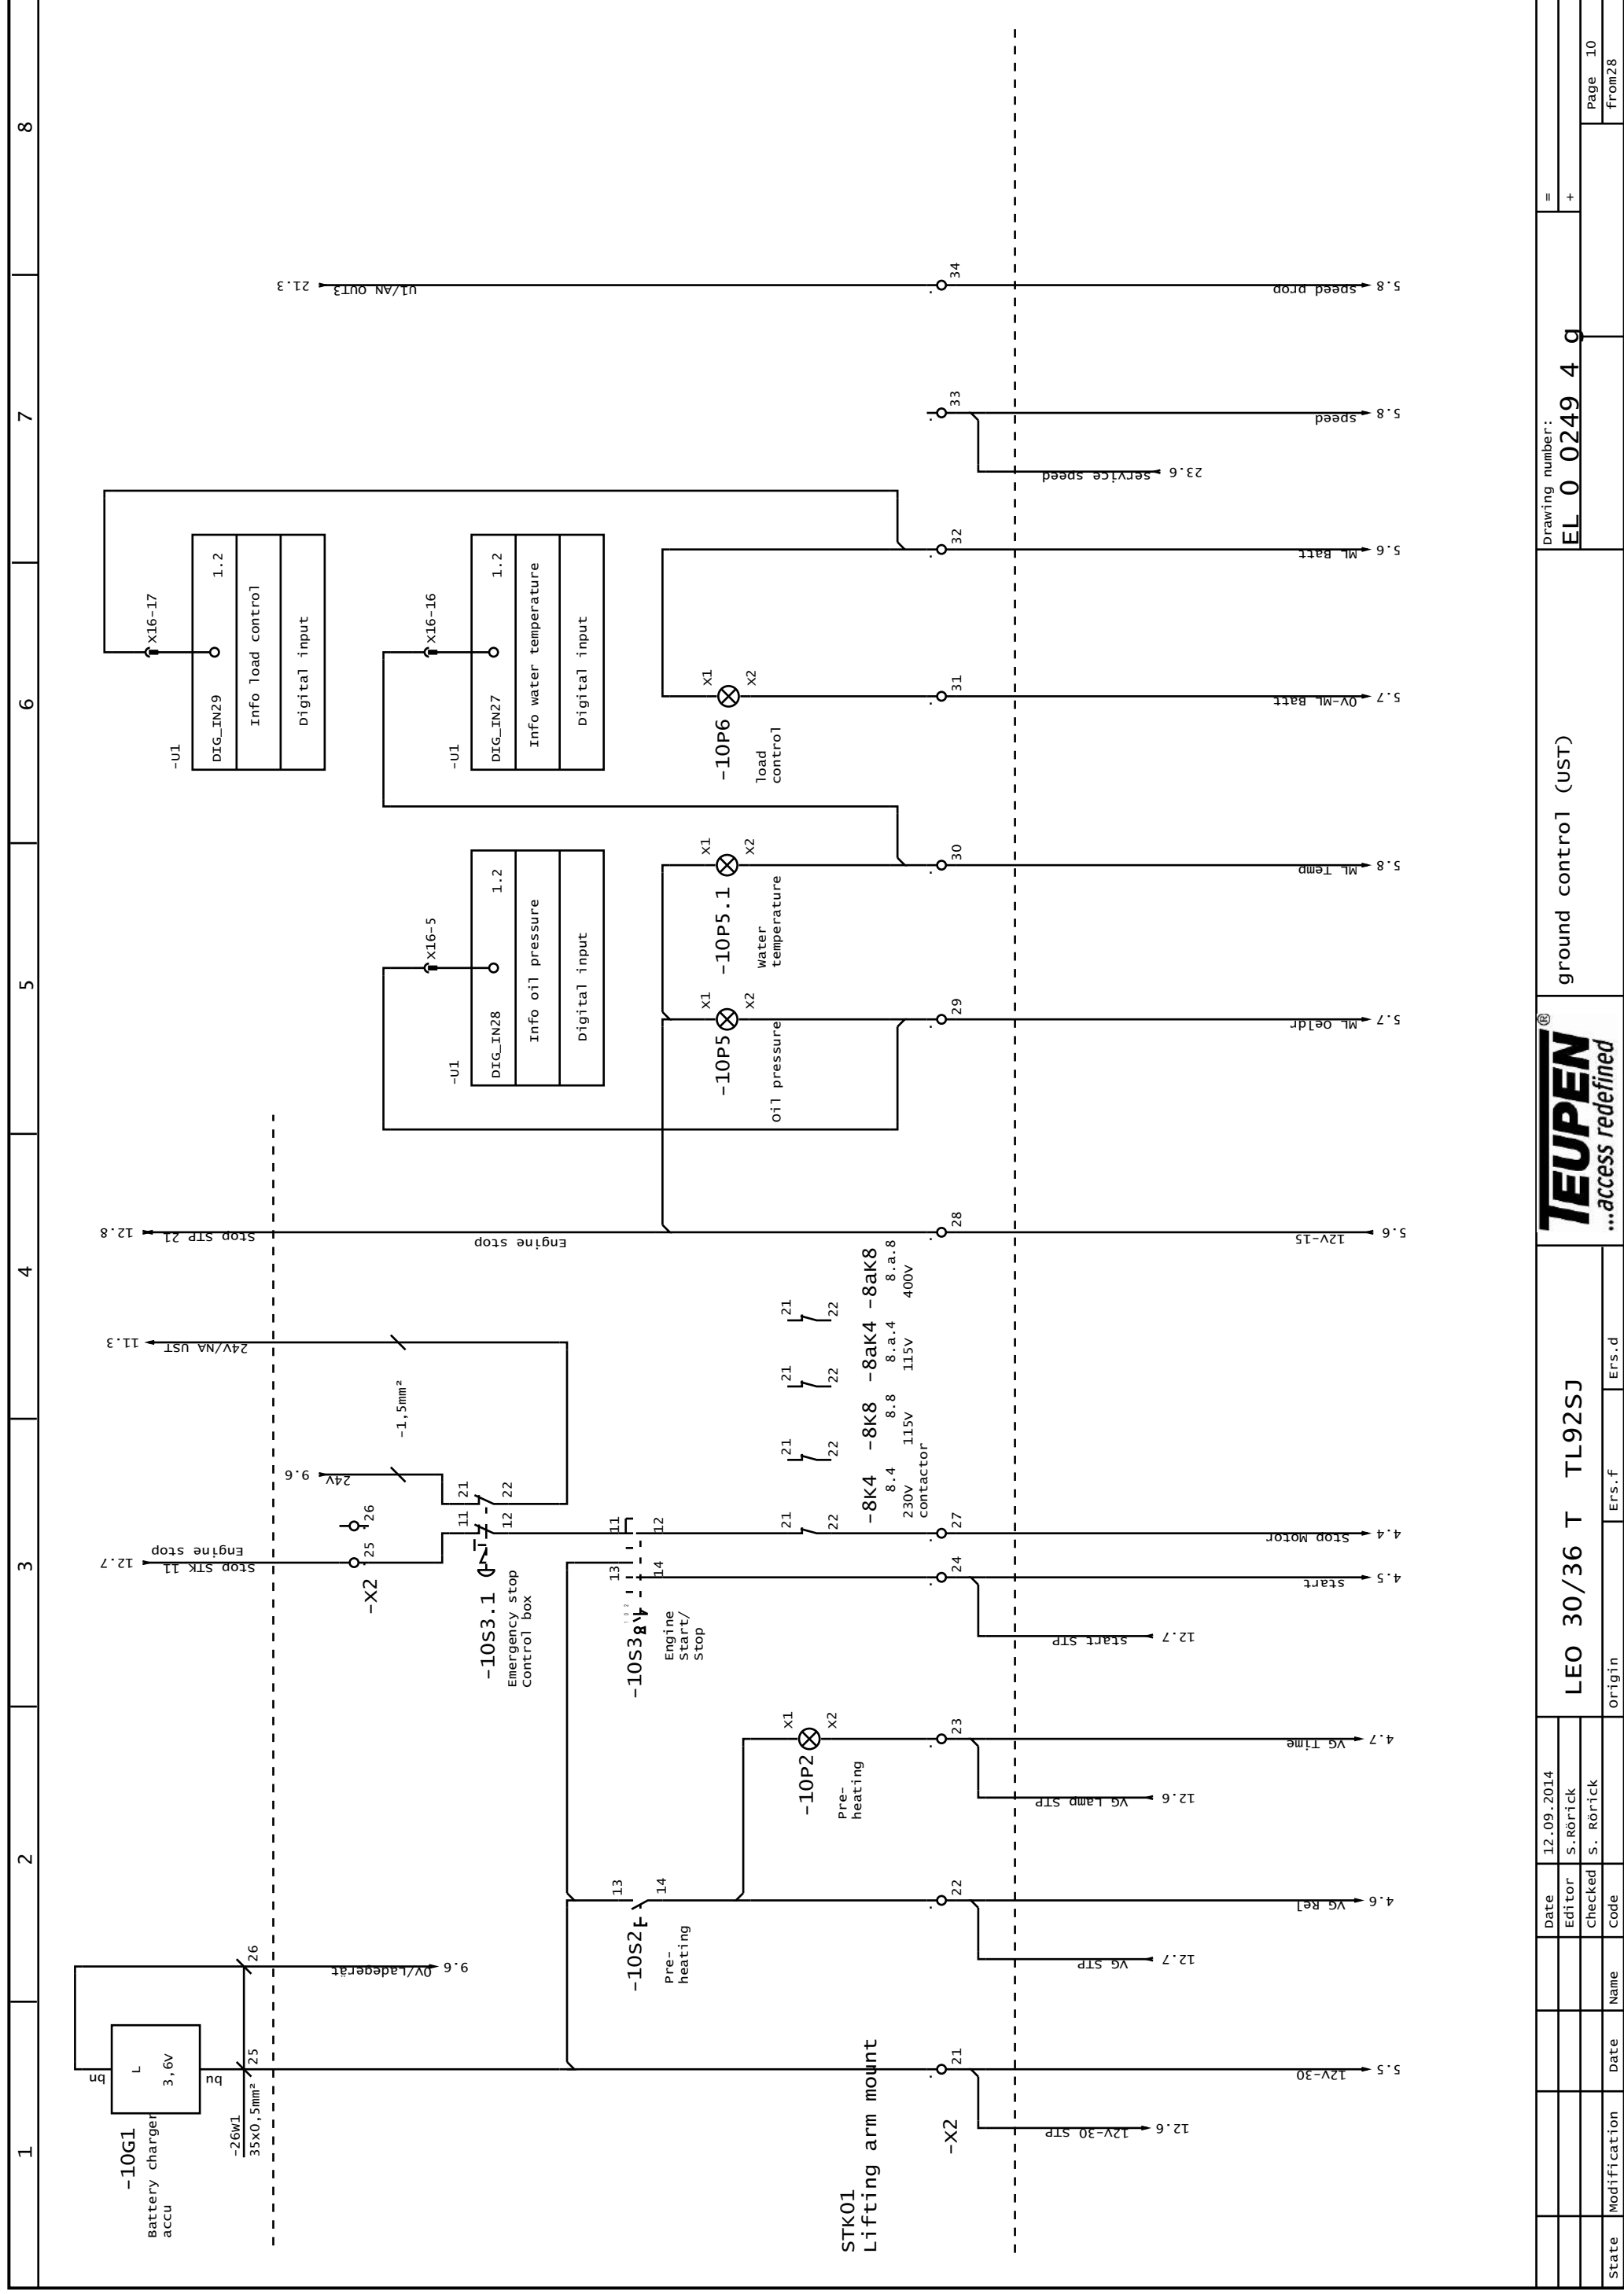 1
2
3
4
5
6
7
8
-10G1
Battery charger
accu
L
3,6V
bn
bu
-26W1
35x0,5mm²
25
26
0V/Ladegerät
9.6
12.7
Stop STK 11
Engine stop
-X2
25
26
9.6
24V
-1,5mm²
11.3
24V/NA UST
12.8
Stop STP 21
Engine stop
-10S3.1
Emergency stop
Control box
11
12
21
22
-10S2
Pre-
heating
13
14
-10S3
Engine
Start/
Stop
13
14
11
12
-10P2
Pre-
heating
X1
X2
21
22
21
22
21
22
21
22
-8K4
8.4
230V
contactor
-8K8
8.8
115V
-8aK4
8.a.4
115V
-8aK8
8.a.8
400V
-U1
DIG_IN28
1.2
Info oil pressure
Digital input
X16-5
-U1
DIG_IN29
1.2
Info load control
Digital input
X16-17
-U1
DIG_IN27
1.2
Info water temperature
Digital input
X16-16
-10P5
Oil pressure
X1
X2
-10P5.1
Water
temperature
X1
X2
-10P6
load
control
X1
X2
21.3
U1/AN OUT3
STK01
Lifting arm mount
-X2
21
22
23
24
27
28
29
30
31
32
33
34
12V-30 STP
12.6
12V-30
5.5
VG STP
12.7
VG Rel
4.6
VG Lamp STP
12.6
VG Time
4.7
start STP
12.7
start
4.5
Stop Motor
4.4
12V-15
5.6
ML Oeldr
5.7
ML Temp
5.8
0V-ML Batt
5.7
ML Batt
5.6
service speed
23.6
speed
5.8
speed prop
5.8
State
Modification
Date
Name
Date
12.09.2014
Editor
S.Rörick
Checked
S. Rörick
Code
Origin
Ers.f
Ers.d
LEO 30/36 T TL92SJ
TEUPEN®
...access redefined
ground control (UST)
Drawing number:
EL 0 0249 4 g
=
+
Page 10
from28